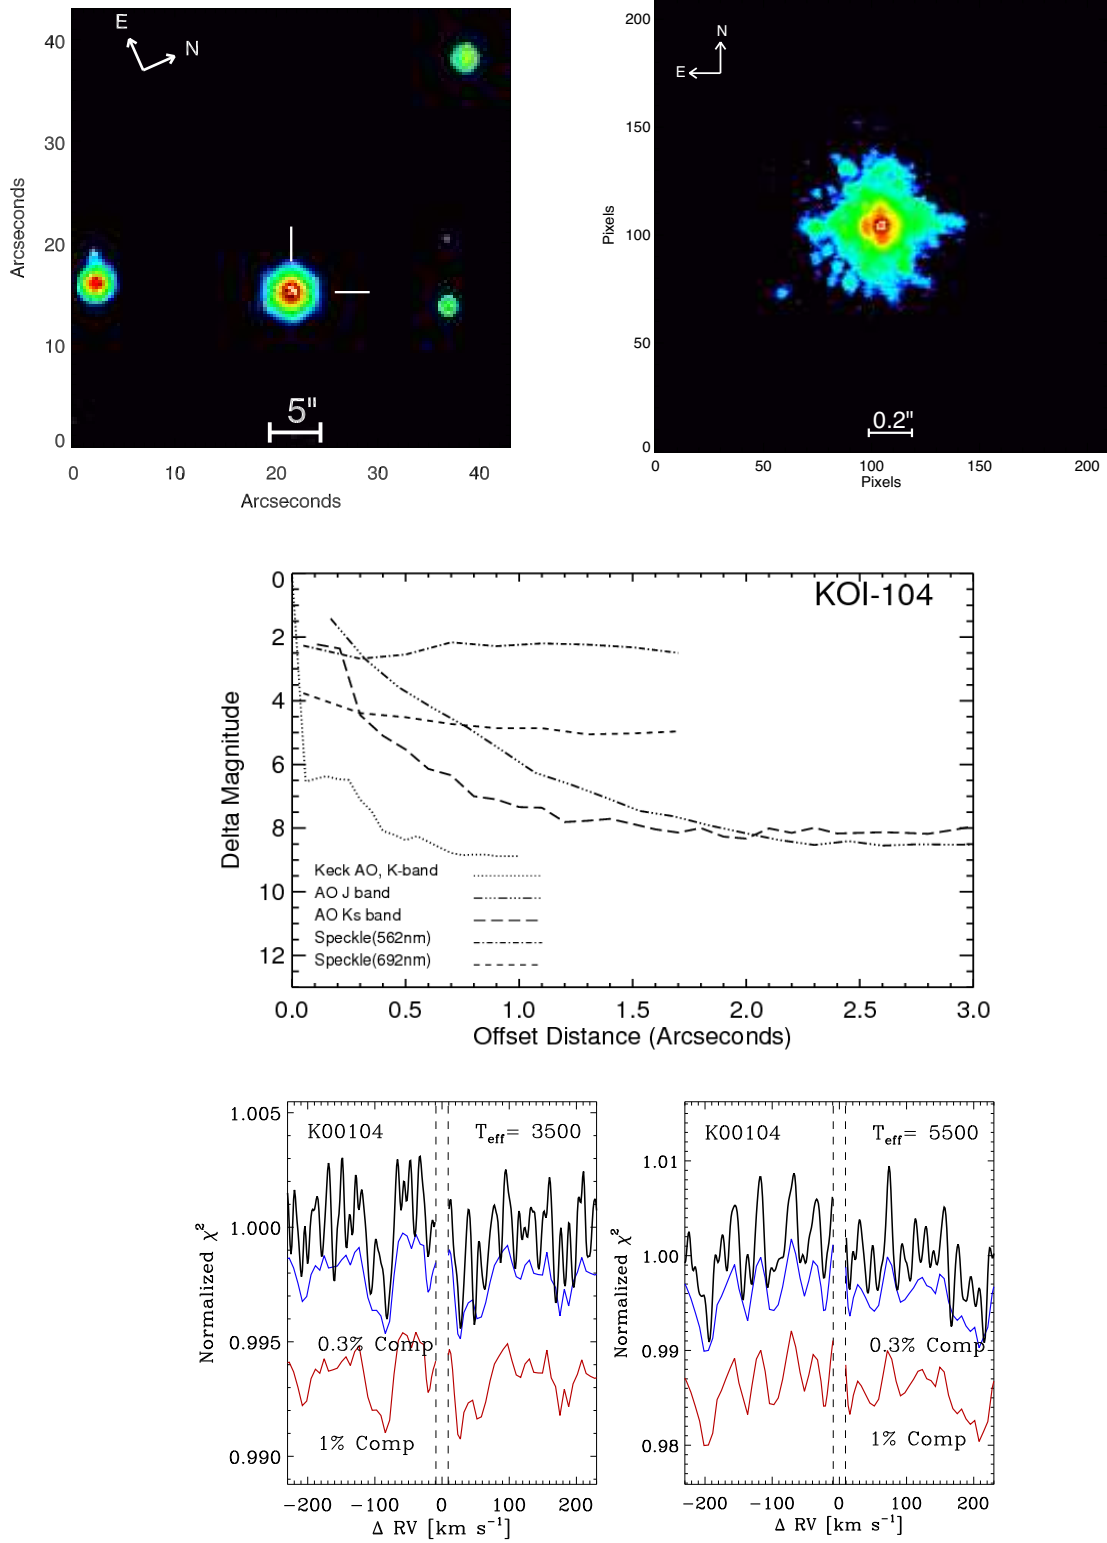 E
N
40
30
20
10
0
Arcseconds
5"
0 10 20 30 40
Arcseconds
200
150
100
50
0
Pixels
N
E
0.2"
0 50 100 150 200
Pixels
KOI-104
0
2
4
6
8
10
12
Delta Magnitude
Keck AO, K-band
AO J band
AO Ks band
Speckle(562nm)
Speckle(692nm)
0.0 0.5 1.0 1.5 2.0 2.5 3.0
Offset Distance (Arcseconds)
1.005
1.000
0.995
0.990
Normalized χ²
K00104 Teff= 3500
0.3% Comp
1% Comp
−200 −100 0 100 200
Δ RV [km s⁻¹]
1.01
1.00
0.99
0.98
Normalized χ²
K00104 Teff= 5500
0.3% Comp
1% Comp
−200 −100 0 100 200
Δ RV [km s⁻¹]